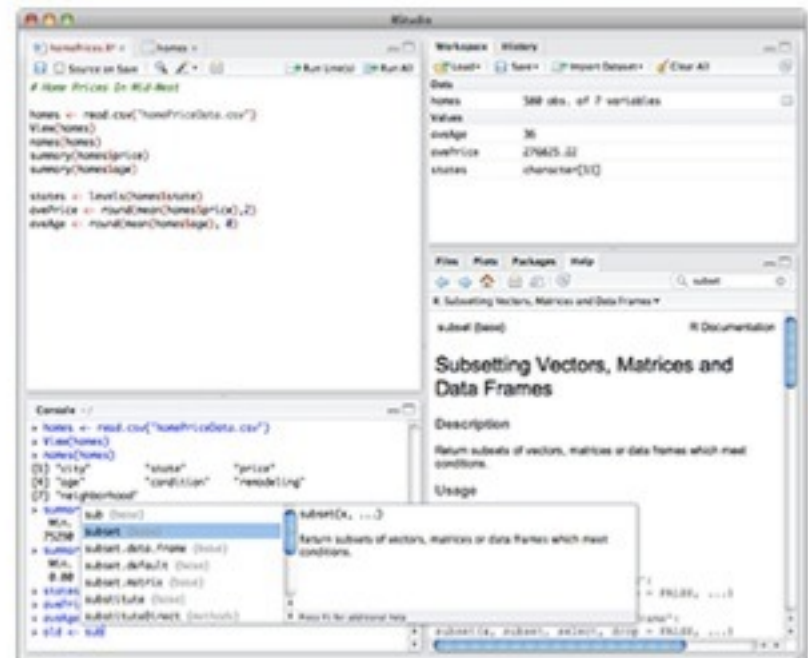 RStudio
homePrices.R* homes
Source on Save Run Line(s) Run All
# Home Prices In Mid-West
homes <- read.csv("homePriceData.csv")
View(homes)
names(homes)
summary(homes$price)
summary(homes$age)
states <- levels(homes$state)
avePrice <- round(mean(homes$price),2)
aveAge <- round(mean(homes$age), 0)
Workspace History
Load Save Import Dataset Clear All
Data
homes 500 obs. of 7 variables
Values
aveAge 36
avePrice
states
Files Plots Packages Help
subset
R: Subsetting Vectors, Matrices and Data Frames
subset {base} R Documentation
Subsetting Vectors, Matrices and
Data Frames
Description
Return subsets of vectors, matrices or data frames which meet
conditions.
Usage
Console ~/
> homes <- read.csv("homePriceData.csv")
> View(homes)
> names(homes)
[1] "city" "state" "price"
[4] "age" "condition" "remodeling"
[7] "neighborhood"
Min.
Min.
0.00
> states
> old <- sub
sub {base}
subset {base}
subset.data.frame {base}
subset.default {base}
subset.matrix {base}
substitute {base}
substituteDirect {methods}
subset(x, ...)
Return subsets of vectors, matrices or data frames which meet
conditions.
Press F1 for additional help
= FALSE, ...)
subset(x, subset, select, drop = FALSE, ...)